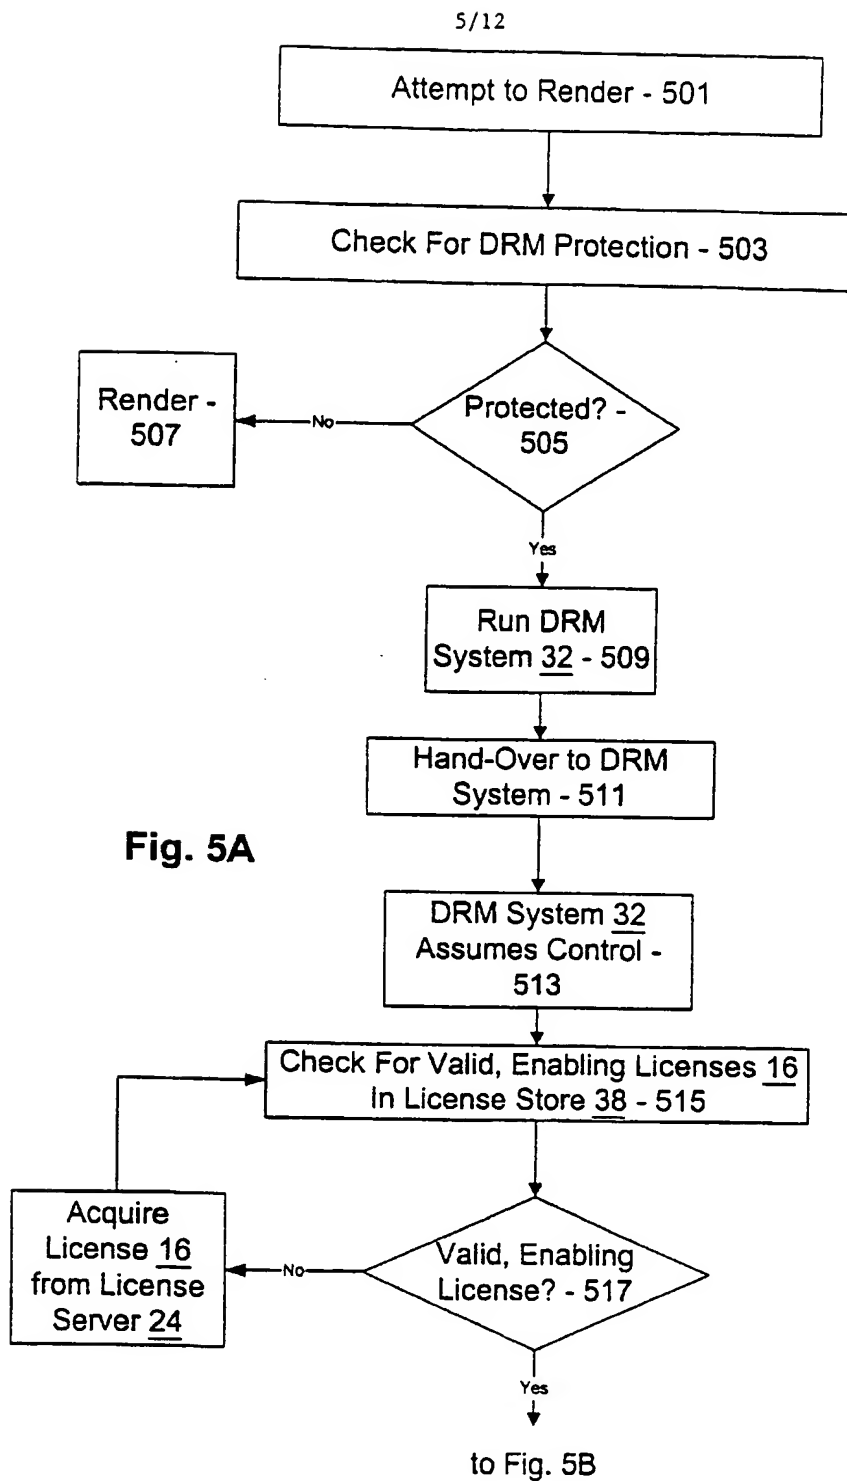 5/12
Attempt to Render - 501
Check For DRM Protection - 503
Render -
507
No
Protected? -
505
Yes
Run DRM
System 32 - 509
Hand-Over to DRM
System - 511
Fig. 5A
DRM System 32
Assumes Control -
513
Check For Valid, Enabling Licenses 16
In License Store 38 - 515
Acquire
License 16
from License
Server 24
No
Valid, Enabling
License? - 517
Yes
to Fig. 5B